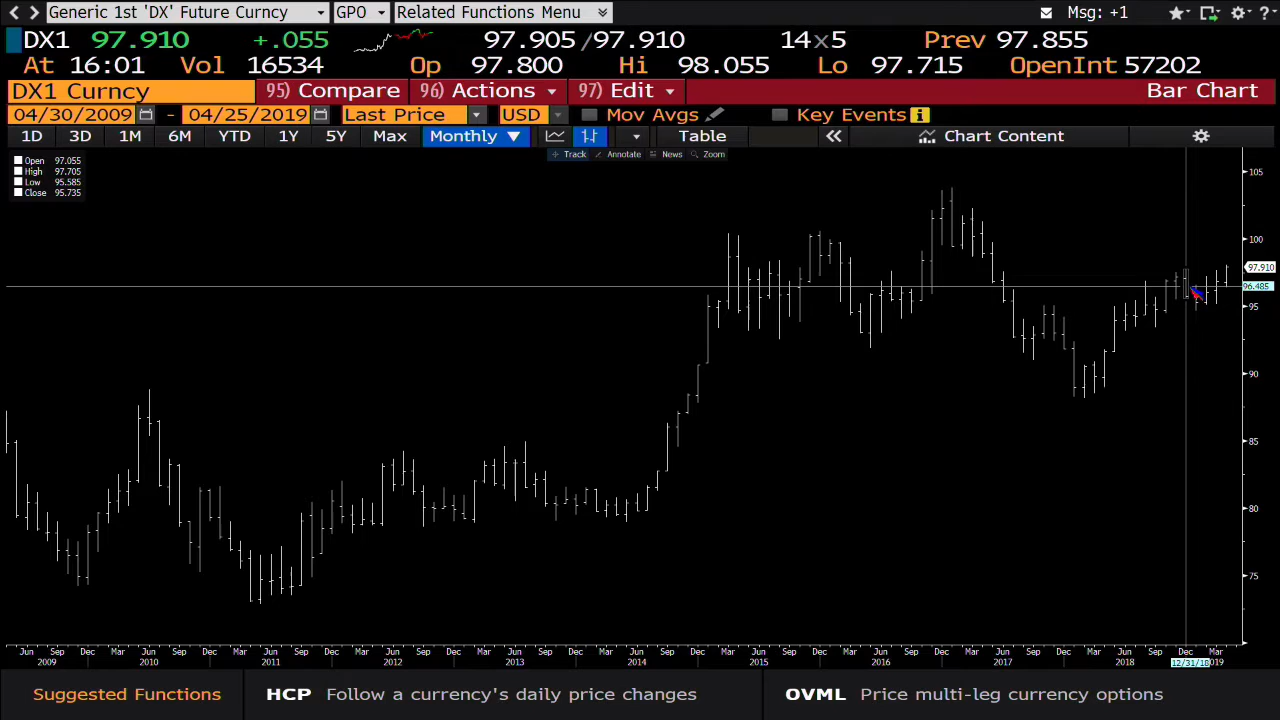 Generic 1st 'DX' Future Curncy GPO Related Functions Menu Msg: +1 ?
DX1 97.910 +.055 97.905/97.910 14x5 Prev 97.855
At 16:01 Vol 16534 Op 97.800 Hi 98.055 Lo 97.715 OpenInt 57202
DX1 Curncy 95) Compare 96) Actions 97) Edit Bar Chart
04/30/2009 - 04/25/2019 Last Price USD Mov Avgs Key Events i
1D 3D 1M 6M YTD 1Y 5Y Max Monthly ▼ Table « Chart Content
Track Annotate News Zoom
Open 97.055
High 97.705
Low 95.585
Close 95.735
105
100
97.910
96.485
95
90
85
80
75
Jun Sep Dec Mar Jun Sep Dec Mar Jun Sep Dec Mar Jun Sep Dec Mar Jun Sep Dec Mar Jun Sep Dec Mar Jun Sep Dec Mar Jun Sep Dec Mar Jun Sep Dec Mar Jun Sep Dec Mar
2009 2010 2011 2012 2013 2014 2015 2016 2017 2018 12/31/18 2019
Suggested Functions HCP Follow a currency's daily price changes OVML Price multi-leg currency options